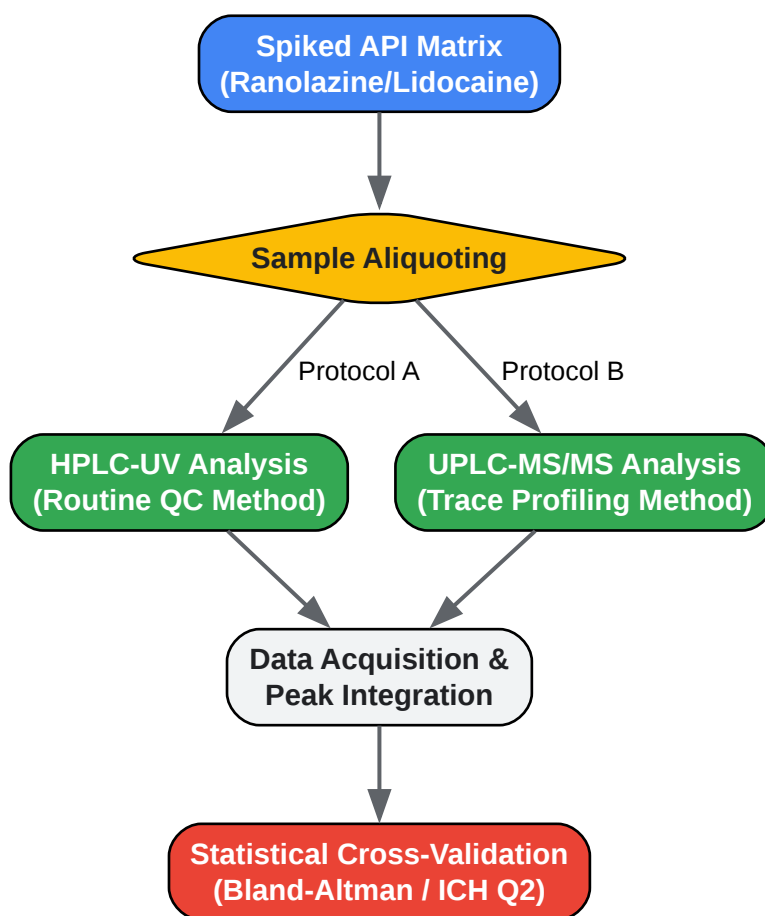 Spiked API Matrix
(Ranolazine/Lidocaine)
Sample Aliquoting
Protocol A
Protocol B
HPLC-UV Analysis
(Routine QC Method)
UPLC-MS/MS Analysis
(Trace Profiling Method)
Data Acquisition &
Peak Integration
Statistical Cross-Validation
(Bland-Altman / ICH Q2)